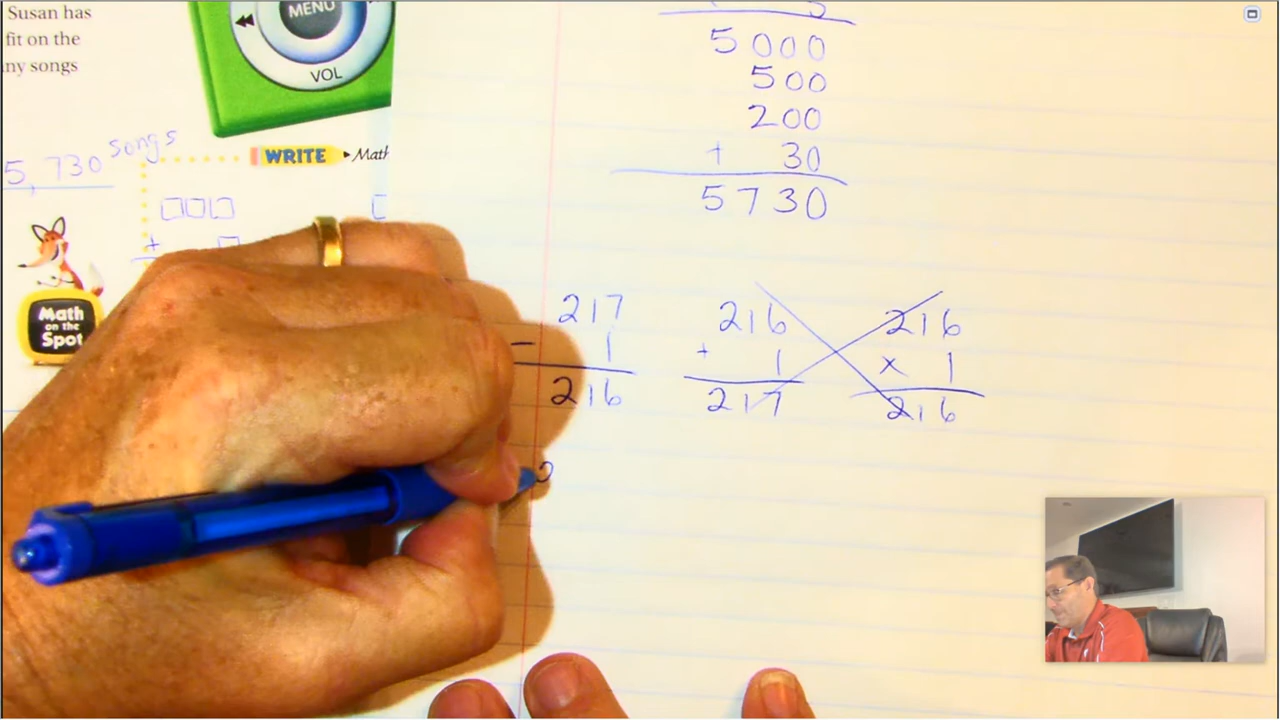 Susan has
fit on the
ny songs
MENU
VOL
5,730 songs
WRITE ▸Math
+
Math
on the
Spot
5
5000
500
200
+ 30
5730
217
- 1
216
216
+ 1
217
216
x 1
216